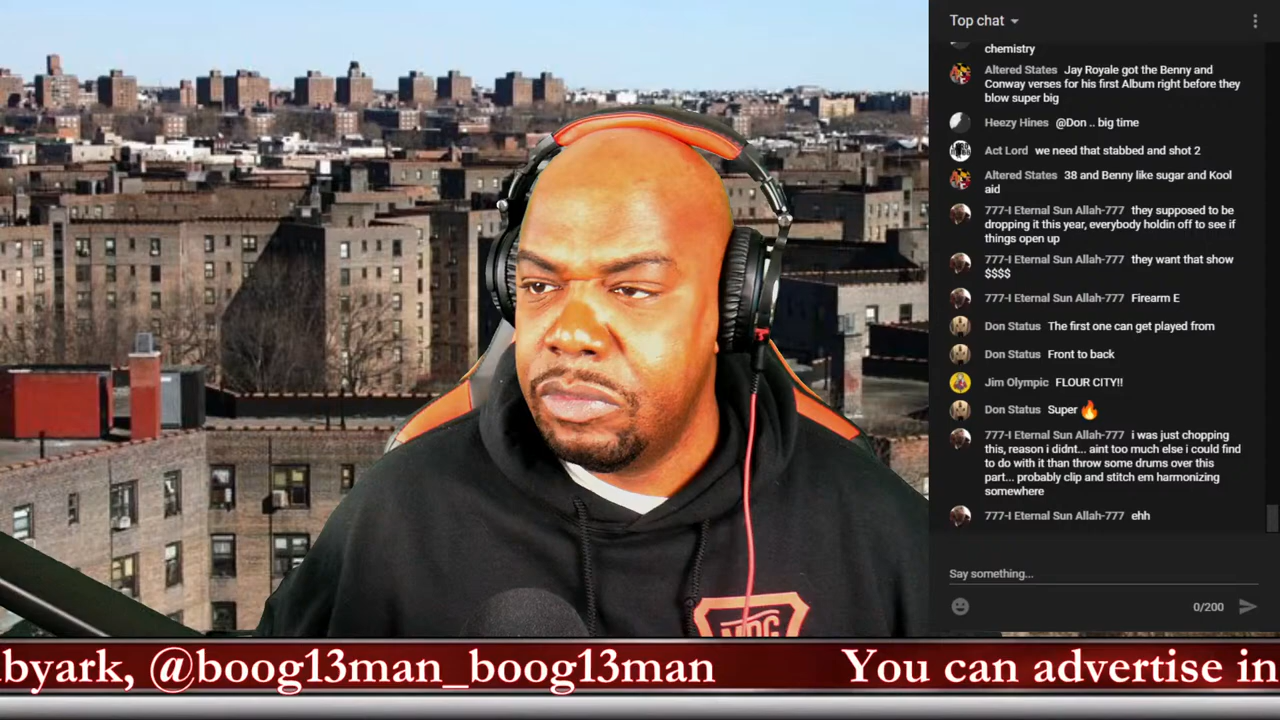 Top chat
chemistry
Altered States Jay Royale got the Benny and
Conway verses for his first Album right before they
blow super big
Heezy Hines @Don .. big time
Act Lord we need that stabbed and shot 2
Altered States 38 and Benny like sugar and Kool
aid
777-I Eternal Sun Allah-777 they supposed to be
dropping it this year, everybody holdin off to see if
things open up
777-I Eternal Sun Allah-777 they want that show
$$$$
777-I Eternal Sun Allah-777 Firearm E
Don Status The first one can get played from
Don Status Front to back
Jim Olympic FLOUR CITY!!
Don Status Super 🔥
777-I Eternal Sun Allah-777 i was just chopping
this, reason i didnt... aint too much else i could find
to do with it than throw some drums over this
part... probably clip and stitch em harmonizing
somewhere
777-I Eternal Sun Allah-777 ehh
Say something...
0/200
byark, @boog13man_boog13man You can advertise in